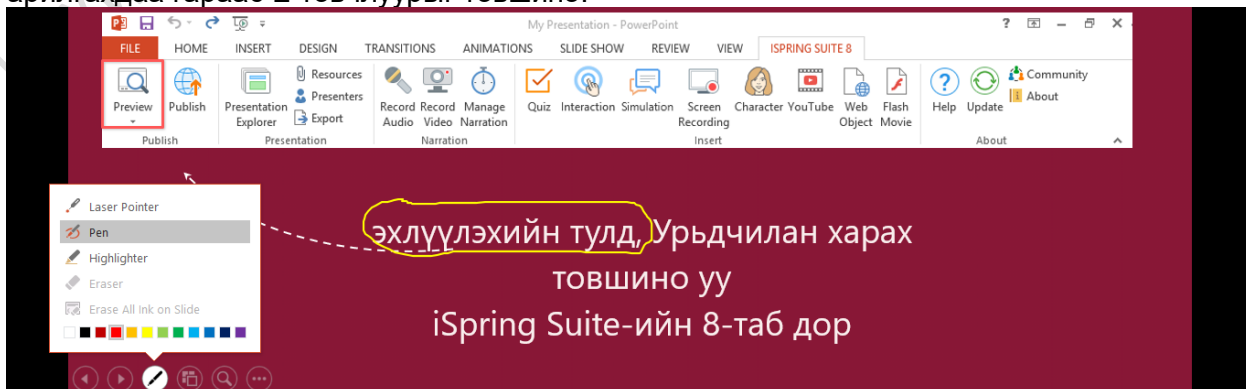 My Presentation - PowerPoint
FILE HOME INSERT DESIGN TRANSITIONS ANIMATIONS SLIDE SHOW REVIEW VIEW ISPRING SUITE 8
Preview
Publish
Publish
Presentation Explorer
Resources
Presenters
Export
Presentation
Record Audio
Record Video
Manage Narration
Narration
Quiz
Interaction
Simulation
Screen Recording
Character
YouTube
Web Object
Flash Movie
Insert
Help
Update
Community
About
About
Laser Pointer
Pen
Highlighter
Eraser
Erase All Ink on Slide
эхлүүлэхийн тулд, Урьдчилан харах
товшино уу
iSpring Suite-ийн 8-таб дор